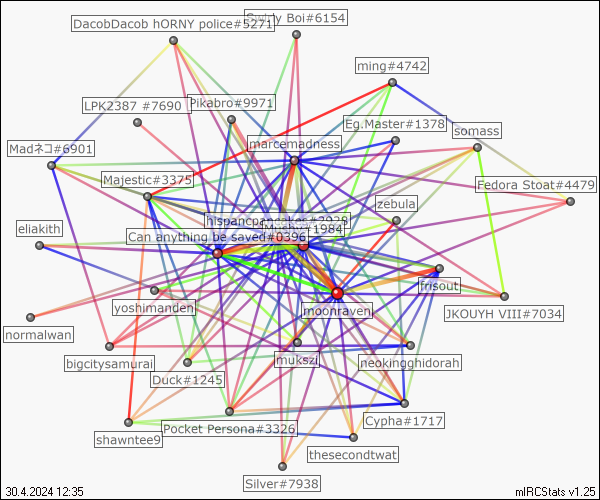 DacobDacob hORNY police#5271
Boi#6154
ming#4742
LPK2387 #7690
Pikabro#9971
Eg.Master#1378
somass
marcemadness
Madネコ#6901
Majestic#3375
Fedora Stoat#4479
zebula
hispanicpancakes#2928
Mushy#1984
Can anything be saved#0396
eliakith
frisout
yoshimanden
moonraven
JKOUYH VIII#7034
normalwan
bigcitysamurai
mukszi
neokingghidorah
Duck#1245
shawntee9
Pocket Persona#3326
Cypha#1717
thesecondtwat
Silver#7938
30.4.2024 12:35
mIRCStats v1.25